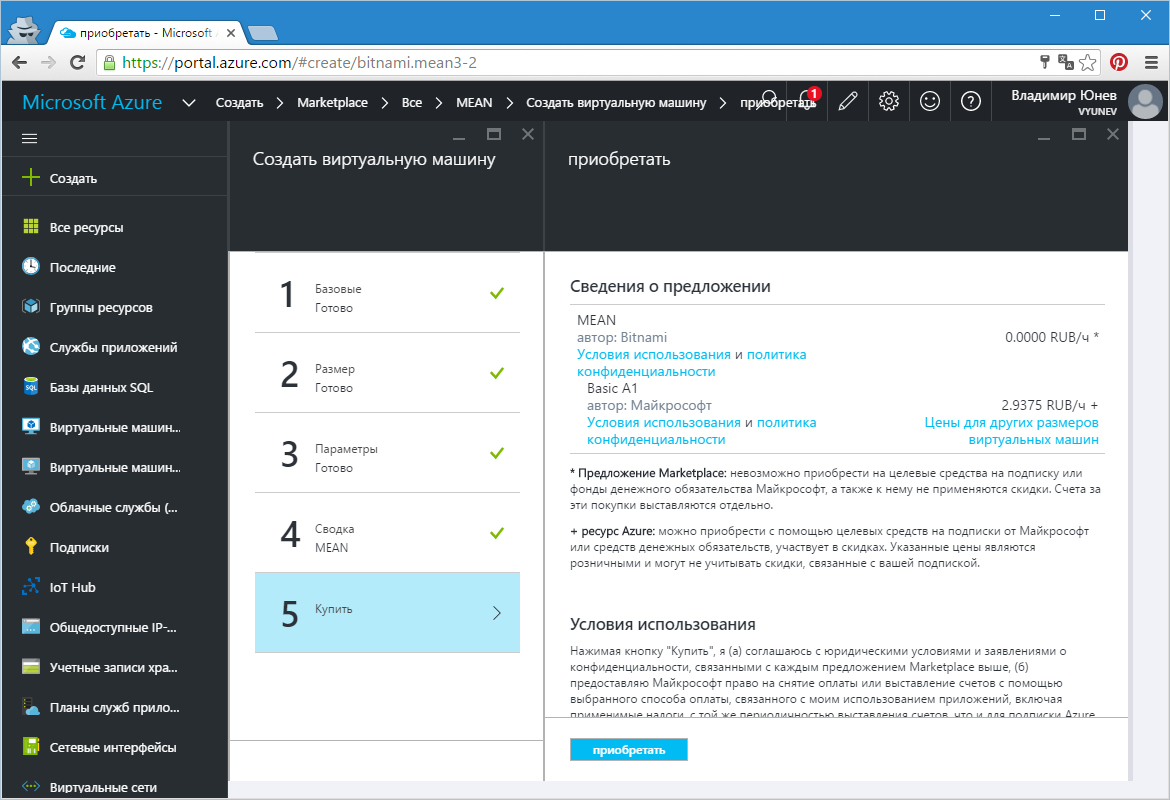 приобретать - Microsoft
https://portal.azure.com/#create/bitnami.mean3-2
Microsoft Azure
Создать > Marketplace > Все > MEAN > Создать виртуальную машину > приобретать
1
Владимир Юнев
VYUNEV
Создать
Все ресурсы
Последние
Группы ресурсов
Службы приложений
Базы данных SQL
Виртуальные машин...
Виртуальные машин...
Облачные службы (...
Подписки
IoT Hub
Общедоступные IP-...
Учетные записи хра...
Планы служб прило...
Сетевые интерфейсы
Виртуальные сети
Создать виртуальную машину
1
Базовые
Готово
2
Размер
Готово
3
Параметры
Готово
4
Сводка
MEAN
5
Купить
приобретать
Сведения о предложении
MEAN
автор: Bitnami 0.0000 RUB/ч *
Условия использования и политика
конфиденциальности
Basic A1
автор: Майкрософт 2.9375 RUB/ч +
Условия использования и политика Цены для других размеров
конфиденциальности виртуальных машин
* Предложение Marketplace: невозможно приобрести на целевые средства на подписку или
фонды денежного обязательства Майкрософт, а также к нему не применяются скидки. Счета за
эти покупки выставляются отдельно.
+ ресурс Azure: можно приобрести с помощью целевых средств на подписки от Майкрософт
или средств денежных обязательств, участвует в скидках. Указанные цены являются
розничными и могут не учитывать скидки, связанные с вашей подпиской.
Условия использования
Нажимая кнопку "Купить", я (а) соглашаюсь с юридическими условиями и заявлениями о
конфиденциальности, связанными с каждым предложением Marketplace выше, (б)
предоставляю Майкрософт право на снятие оплаты или выставление счетов с помощью
выбранного способа оплаты, связанного с моим использованием приложений, включая
применимые налоги, с той же периодичностью выставления счетов, что и для подписки Azure
приобретать